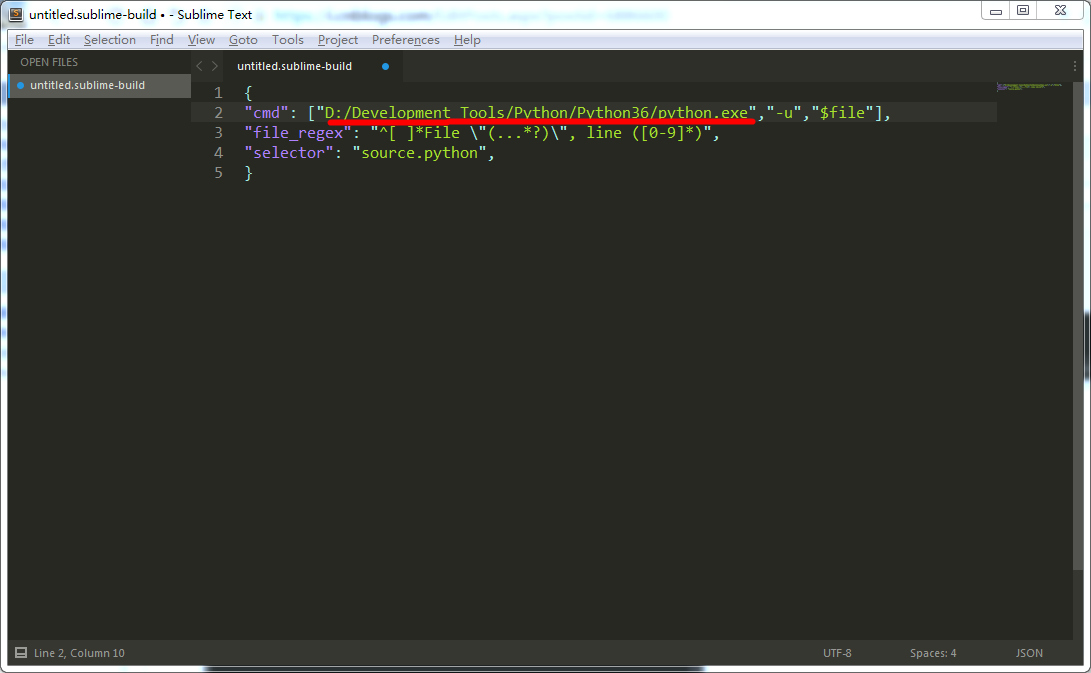 untitled.sublime-build • - Sublime Text
File Edit Selection Find View Goto Tools Project Preferences Help
OPEN FILES
untitled.sublime-build
untitled.sublime-build
1 {
2 "cmd": ["D:/Development Tools/Python/Python36/python.exe","-u","$file"],
3 "file_regex": "^[ ]*File \"(...*?)\", line ([0-9]*)",
4 "selector": "source.python",
5 }
Line 2, Column 10 UTF-8 Spaces: 4 JSON